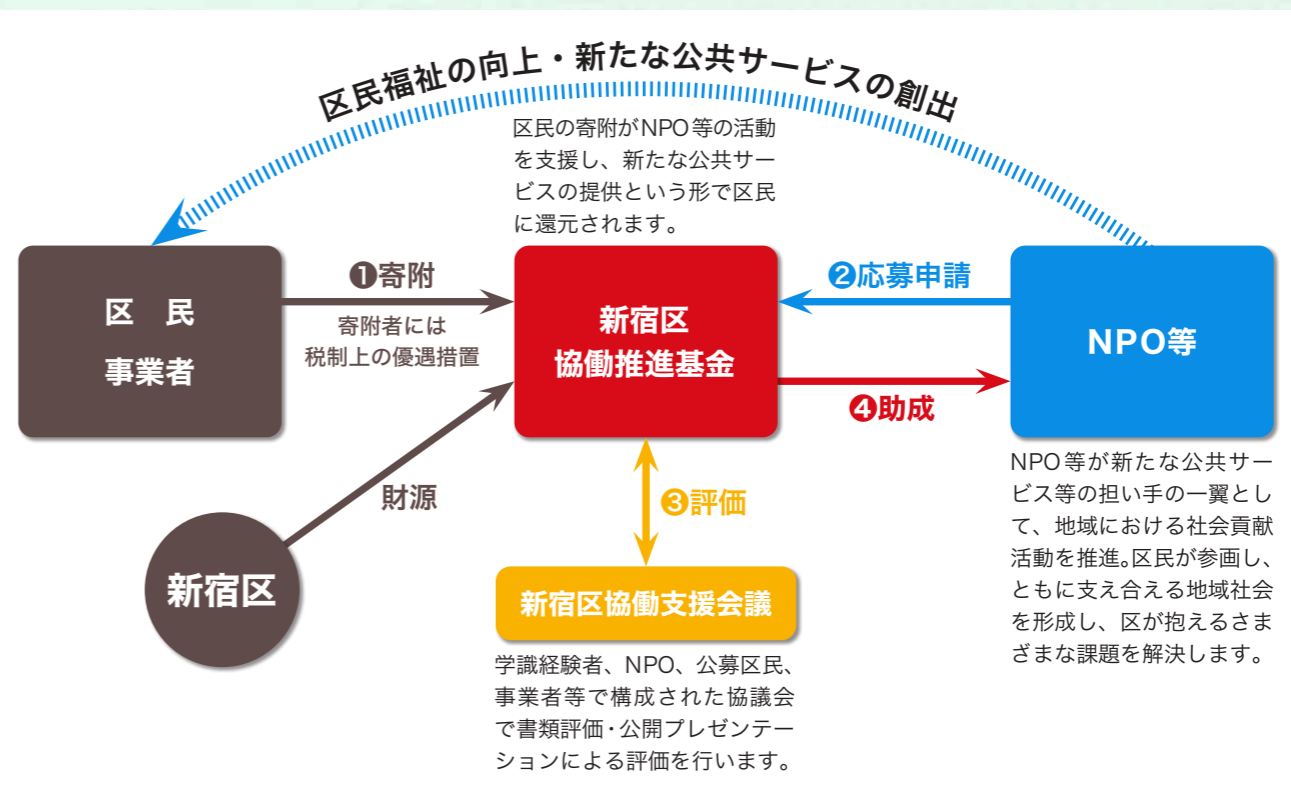 区民福祉の向上・新たな公共サービスの創出
区民の寄附がNPO等の活動
を支援し、新たな公共サー
ビスの提供という形で区民
に還元されます。
区　民
事業者
❶寄附
寄附者には
税制上の優遇措置
新宿区
協働推進基金
❷応募申請
❹助成
NPO等
NPO等が新たな公共サー
ビス等の担い手の一翼とし
て、地域における社会貢献
活動を推進。区民が参画し、
ともに支え合える地域社会
を形成し、区が抱えるさま
ざまな課題を解決します。
財源
新宿区
❸評価
新宿区協働支援会議
学識経験者、NPO、公募区民、
事業者等で構成された協議会
で書類評価・公開プレゼンテー
ションによる評価を行います。